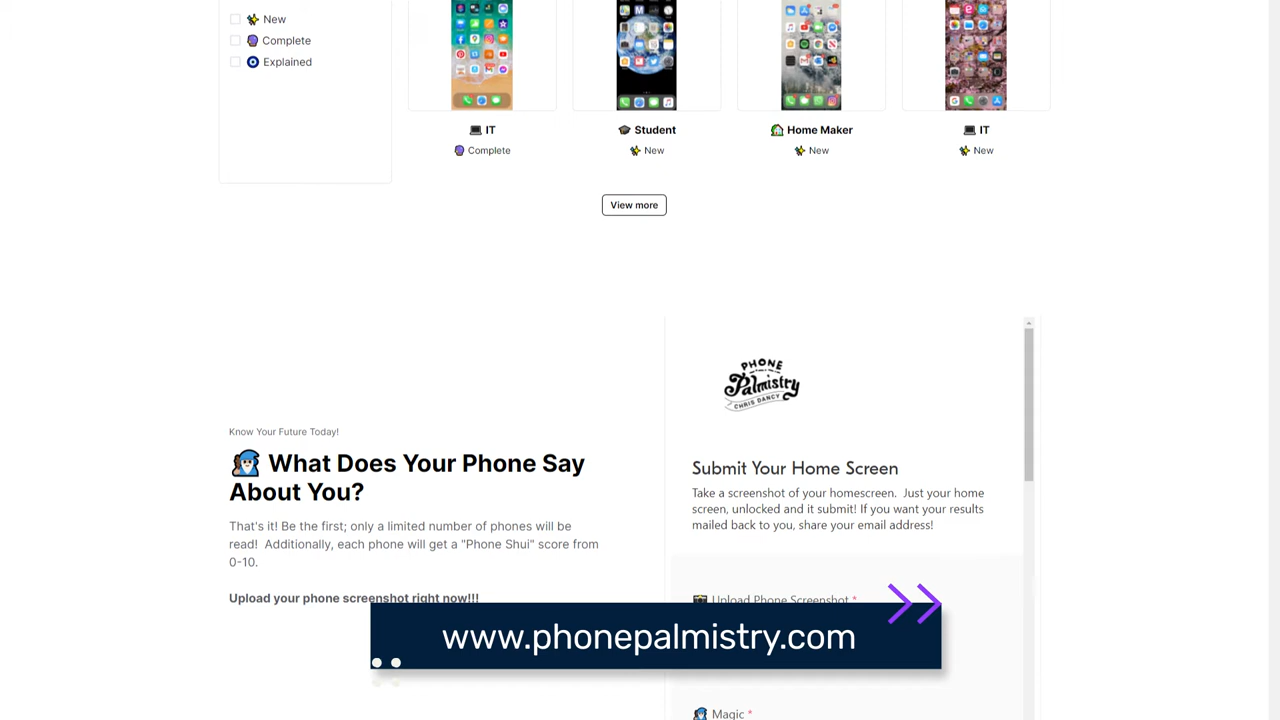 New
Complete
Explained
IT
Complete
Student
New
Home Maker
New
IT
New
View more
PHONE
Palmistry
CHRIS DANCY
Know Your Future Today!
What Does Your Phone Say
About You?
That's it! Be the first; only a limited number of phones will be
read!  Additionally, each phone will get a "Phone Shui" score from
0-10.
Upload your phone screenshot right now!!!
Submit Your Home Screen
Take a screenshot of your homescreen.  Just your home
screen, unlocked and it submit! If you want your results
mailed back to you, share your email address!
Upload Phone Screenshot *
www.phonepalmistry.com
Magic *